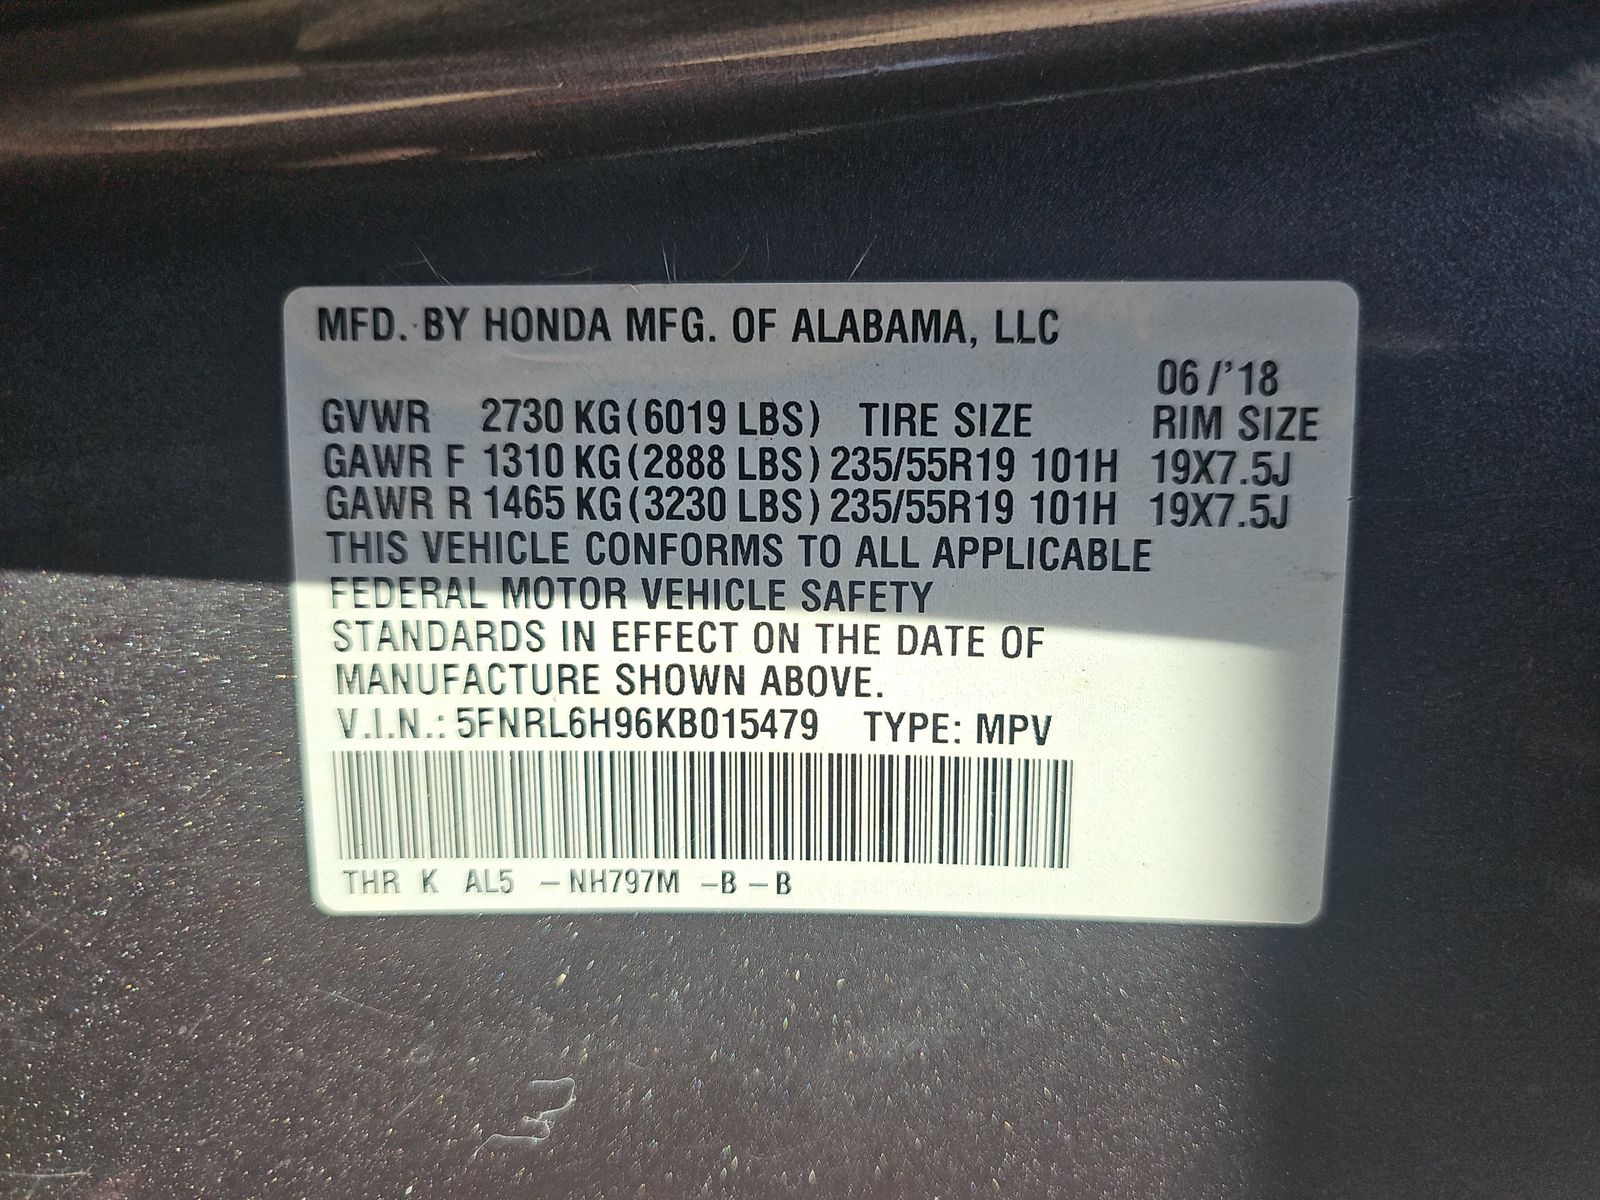 MFD. BY HONDA MFG. OF ALABAMA, LLC
06/'18
GVWR 2730 KG(6019 LBS) TIRE SIZE RIM SIZE
GAWR F 1310 KG(2888 LBS) 235/55R19 101H 19X7.5J
GAWR R 1465 KG(3230 LBS) 235/55R19 101H 19X7.5J
THIS VEHICLE CONFORMS TO ALL APPLICABLE
FEDERAL MOTOR VEHICLE SAFETY
STANDARDS IN EFFECT ON THE DATE OF
MANUFACTURE SHOWN ABOVE.
V.I.N.: 5FNRL6H96KB015479 TYPE: MPV
THR K AL5 -NH797M -B -B